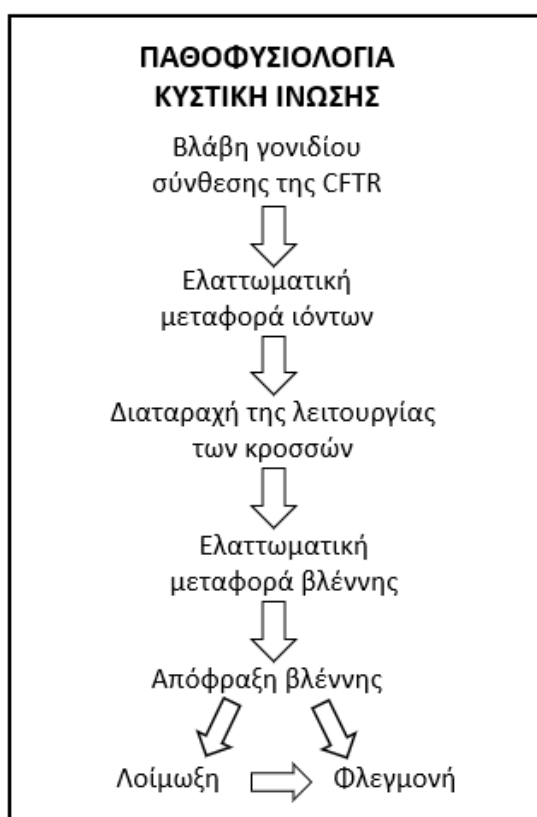 ΠΑΘΟΦΥΣΙΟΛΟΓΙΑ
ΚΥΣΤΙΚΗ ΙΝΩΣΗΣ
Βλάβη γονιδίου
σύνθεσης της CFTR
Ελαττωματική
μεταφορά ιόντων
Διαταραχή της λειτουργίας
των κροσσών
Ελαττωματική
μεταφορά βλέννης
Απόφραξη βλέννης
Λοίμωξη Φλεγμονή